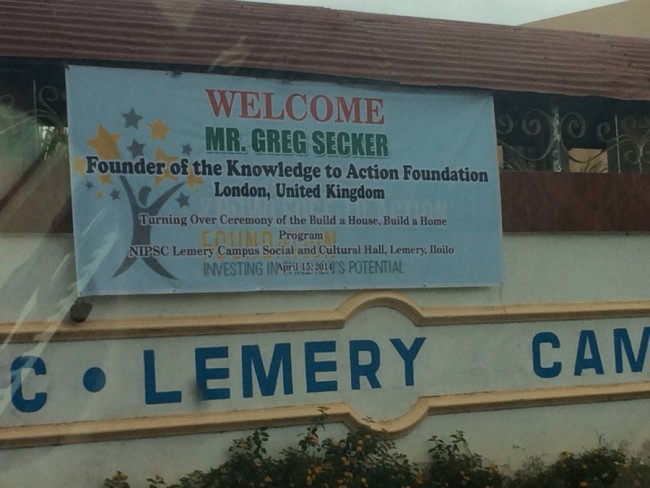 WELCOME
MR. GREG SECKER
Founder of the Knowledge to Action Foundation
London, United Kingdom
Turning Over Ceremony of the Build a House, Build a Home
Program
FOUNDATION
NIPSC Lemery Campus Social and Cultural Hall, Lemery, Iloilo
April 15, 2014
C • LEMERY CAM